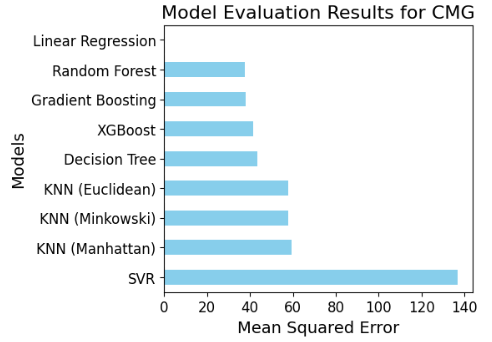 Model Evaluation Results for CMG
Linear Regression
Random Forest
Gradient Boosting
XGBoost
Decision Tree
KNN (Euclidean)
KNN (Minkowski)
KNN (Manhattan)
SVR
Models
0 20 40 60 80 100 120 140
Mean Squared Error